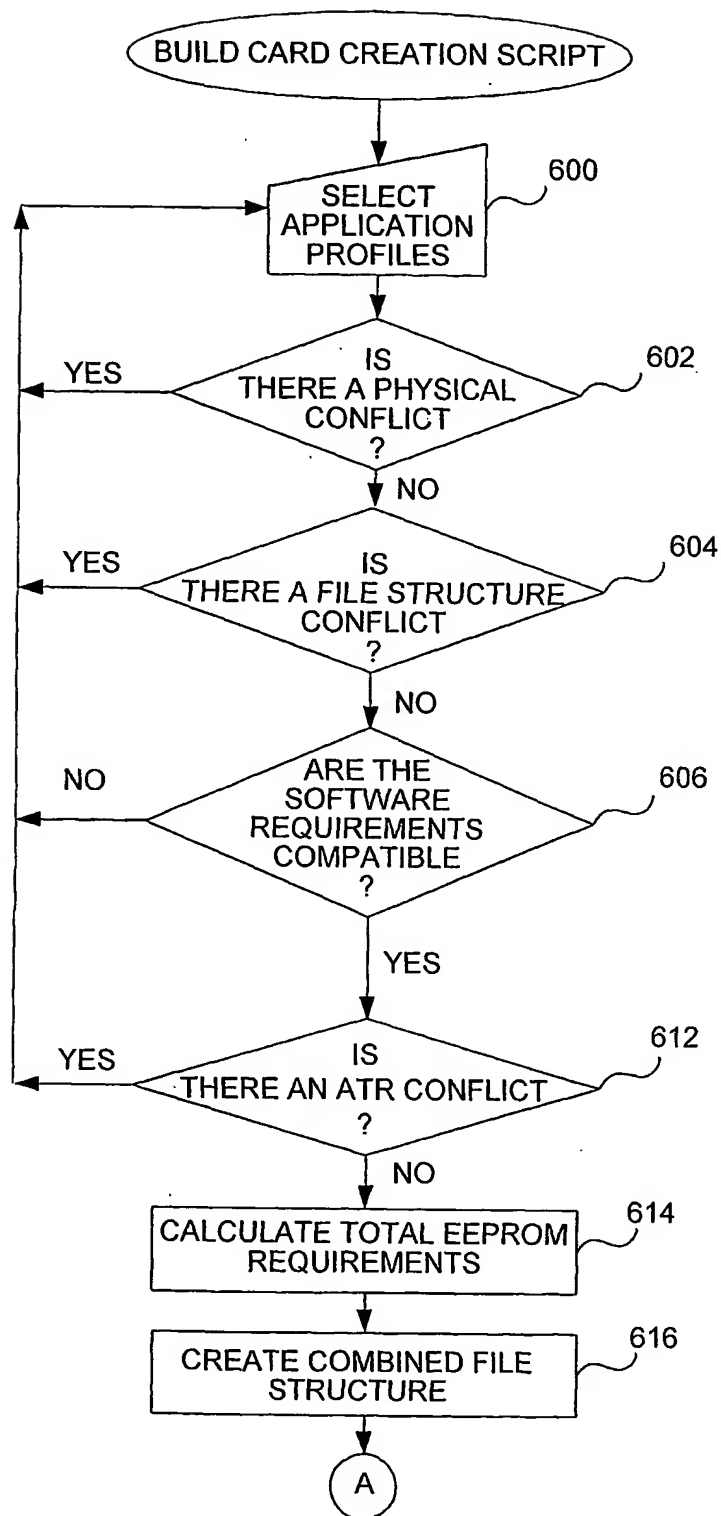 BUILD CARD CREATION SCRIPT
600
SELECT
APPLICATION
PROFILES
602
YES
IS
THERE A PHYSICAL
CONFLICT
?
NO
604
YES
IS
THERE A FILE STRUCTURE
CONFLICT
?
NO
606
NO
ARE THE
SOFTWARE
REQUIREMENTS
COMPATIBLE
?
YES
612
YES
IS
THERE AN ATR CONFLICT
?
NO
614
CALCULATE TOTAL EEPROM
REQUIREMENTS
616
CREATE COMBINED FILE
STRUCTURE
A